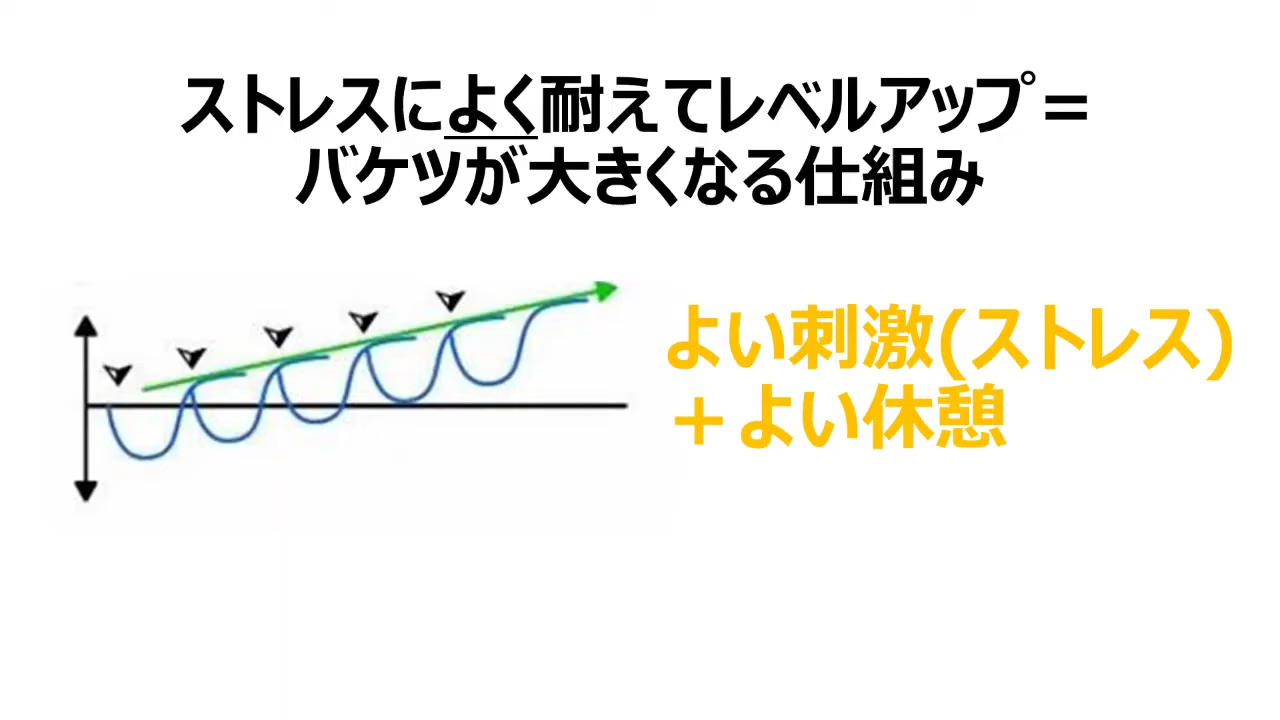 ストレスによく耐えてレベルアップ＝
バケツが大きくなる仕組み
よい刺激(ストレス)
＋よい休憩